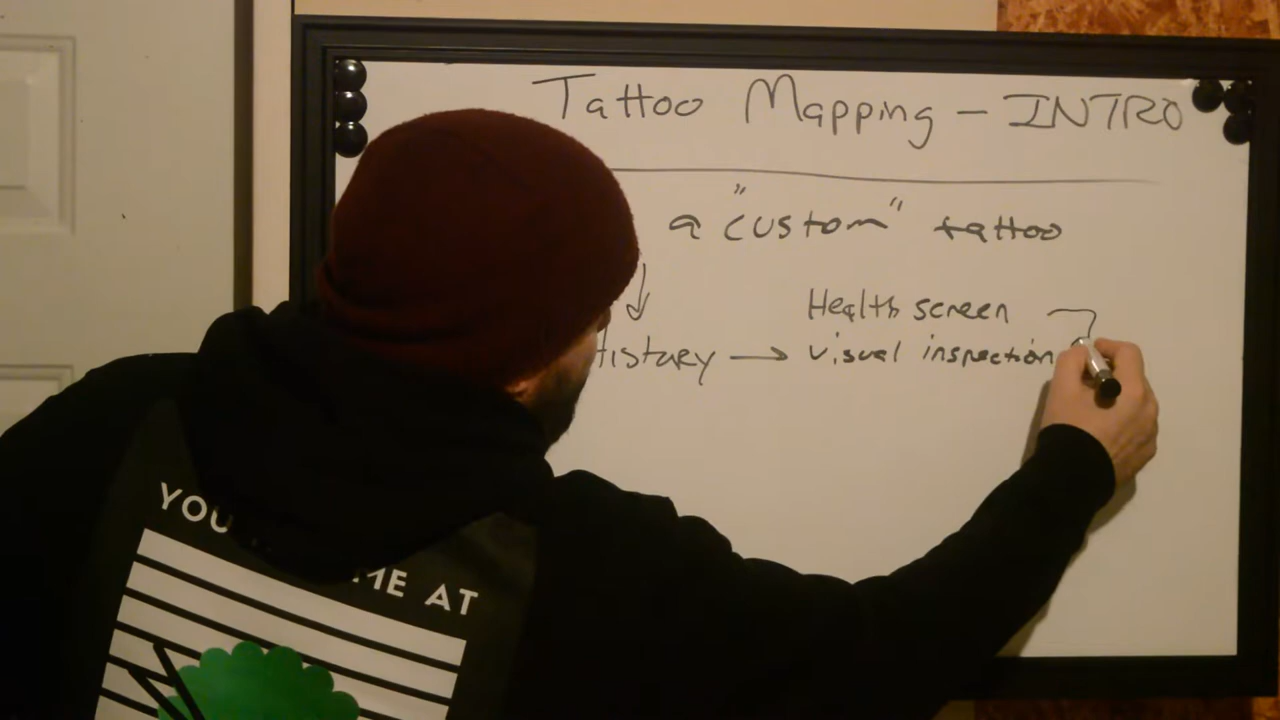 Tattoo Mapping - INTRO
a "custom" tattoo
Health screen
History → visual inspection
YOU
ME AT